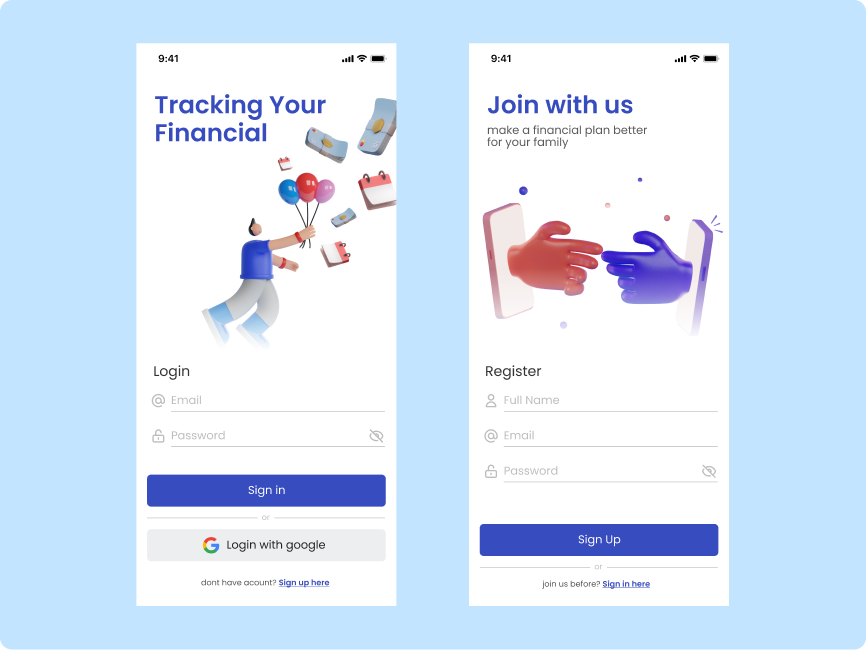 9:41
Tracking Your
Financial
Login
Email
Password
Sign in
or
Login with google
dont have acount? Sign up here
9:41
Join with us
make a financial plan better
for your family
Register
Full Name
Email
Password
Sign Up
or
join us before? Sign in here